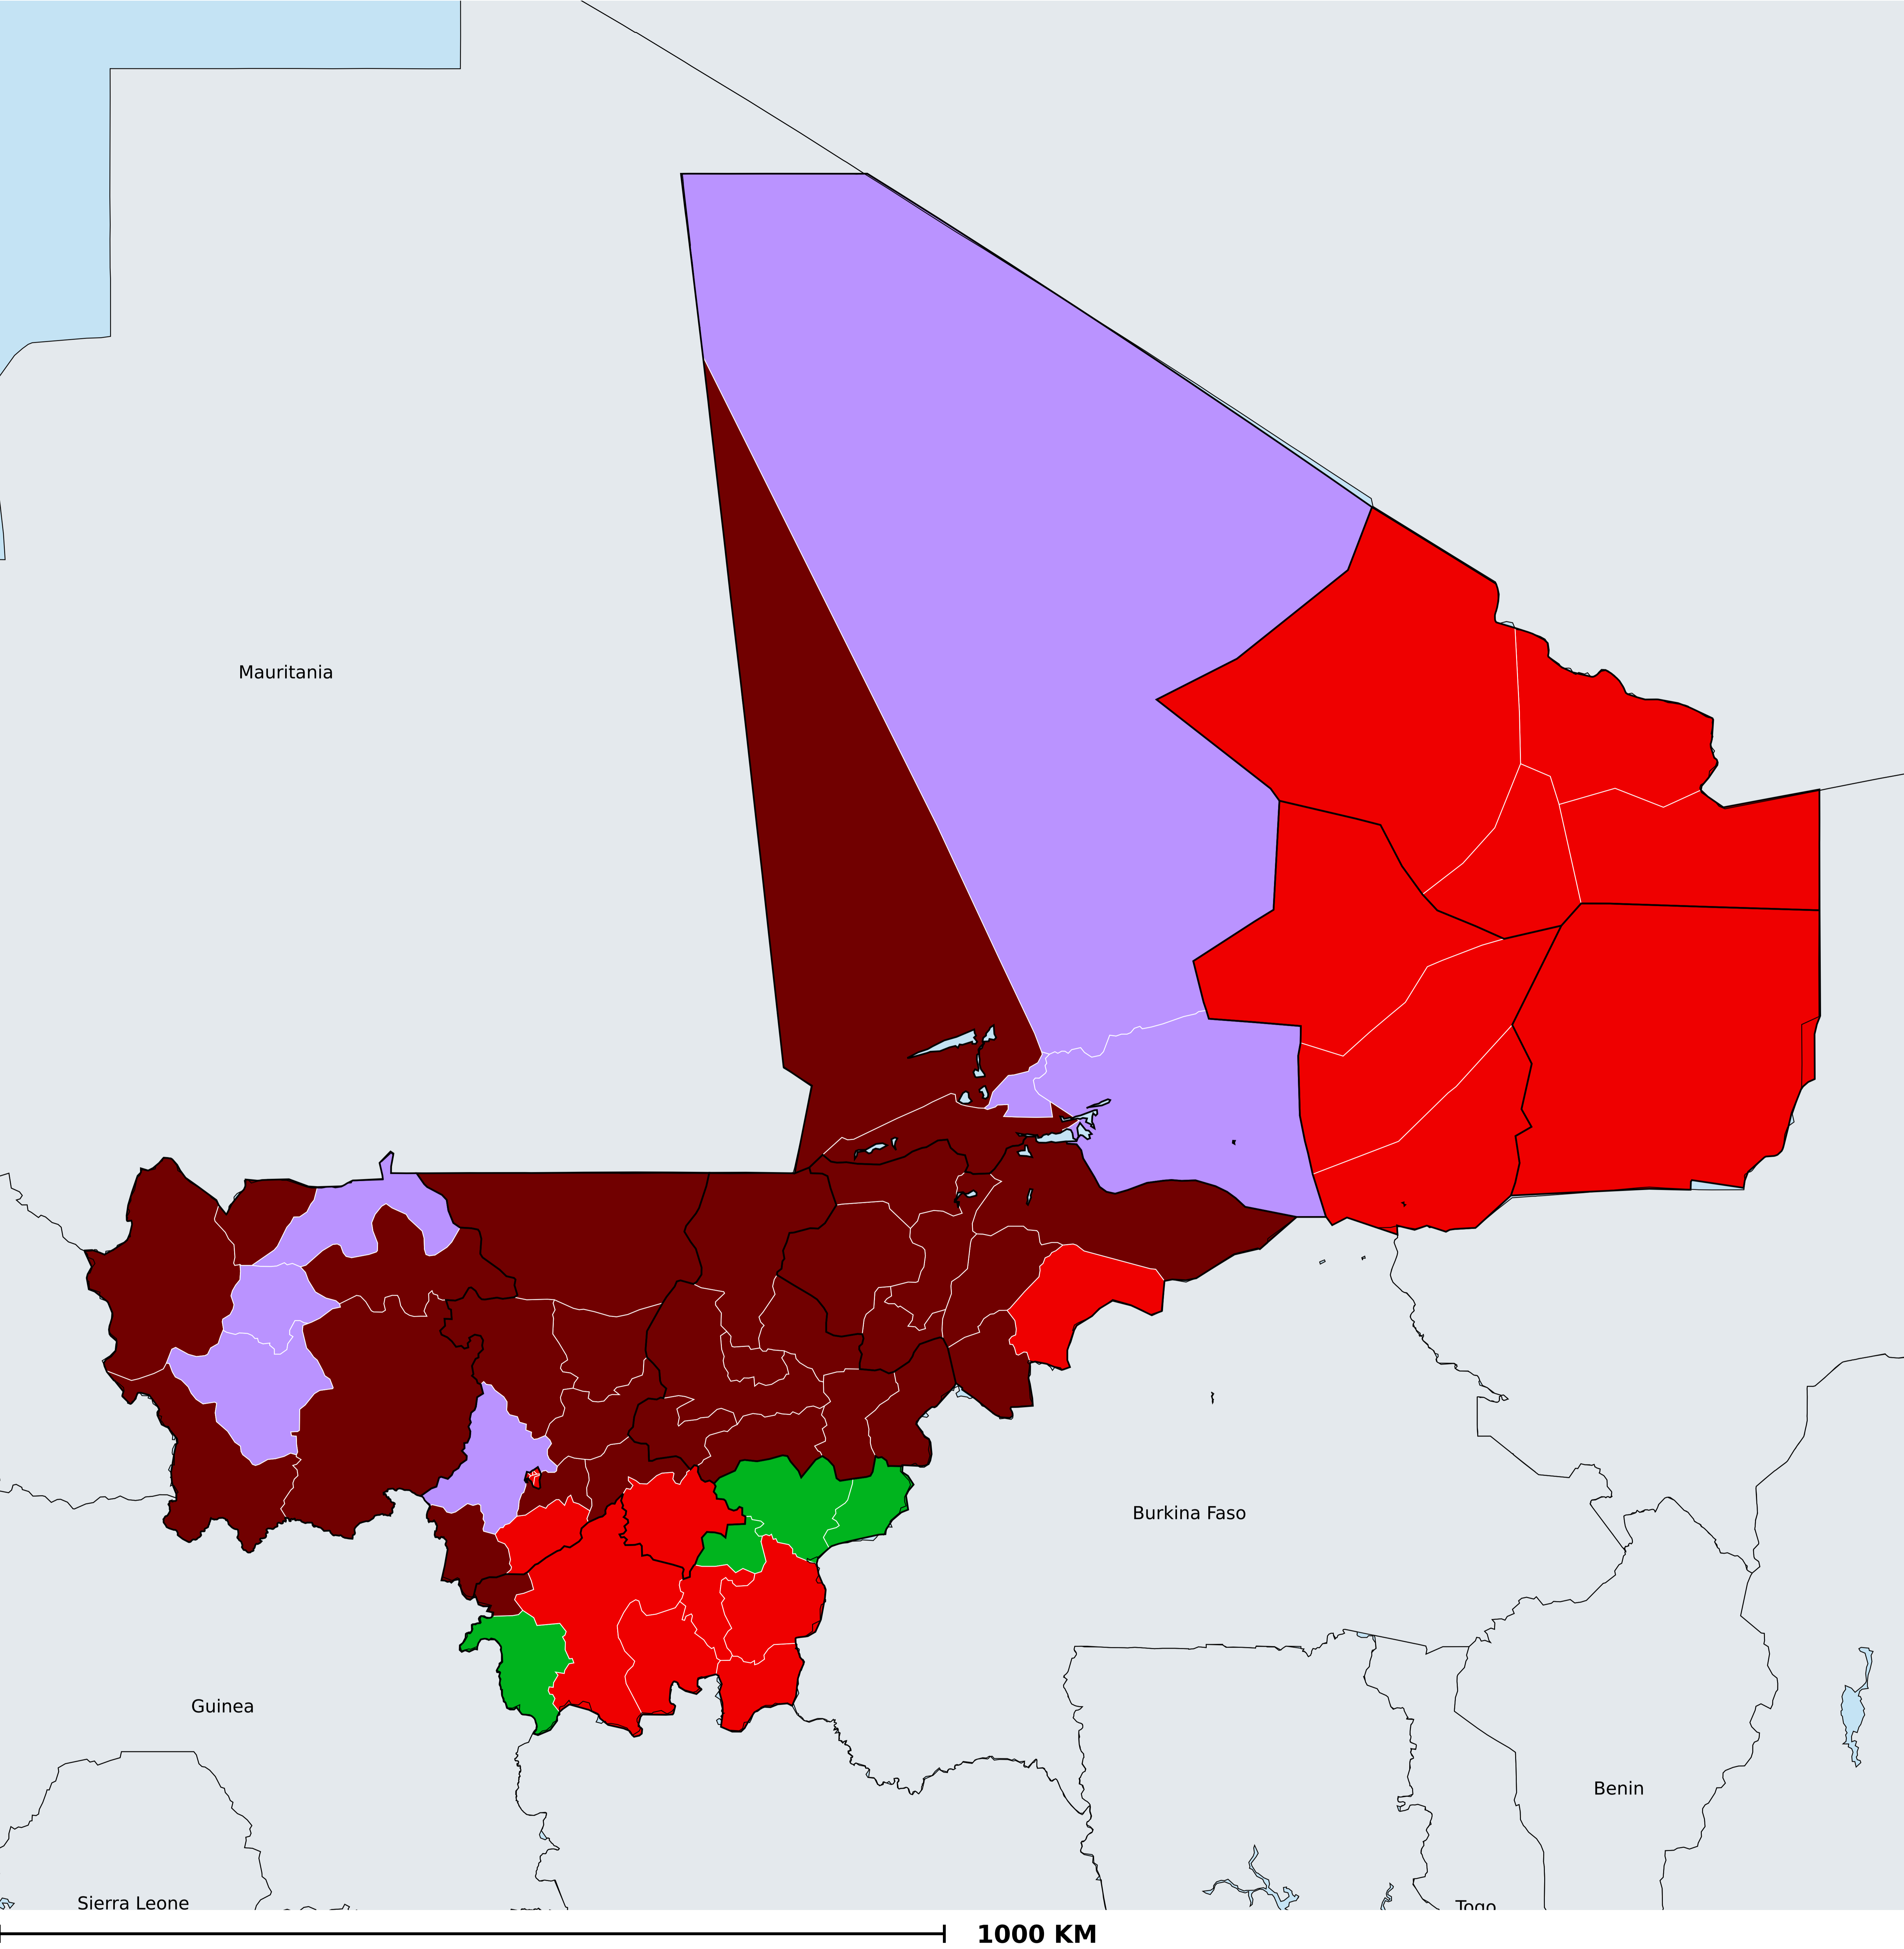 Mauritania
Burkina Faso
Guinea
Benin
Sierra Leone
Togo
1000 KM